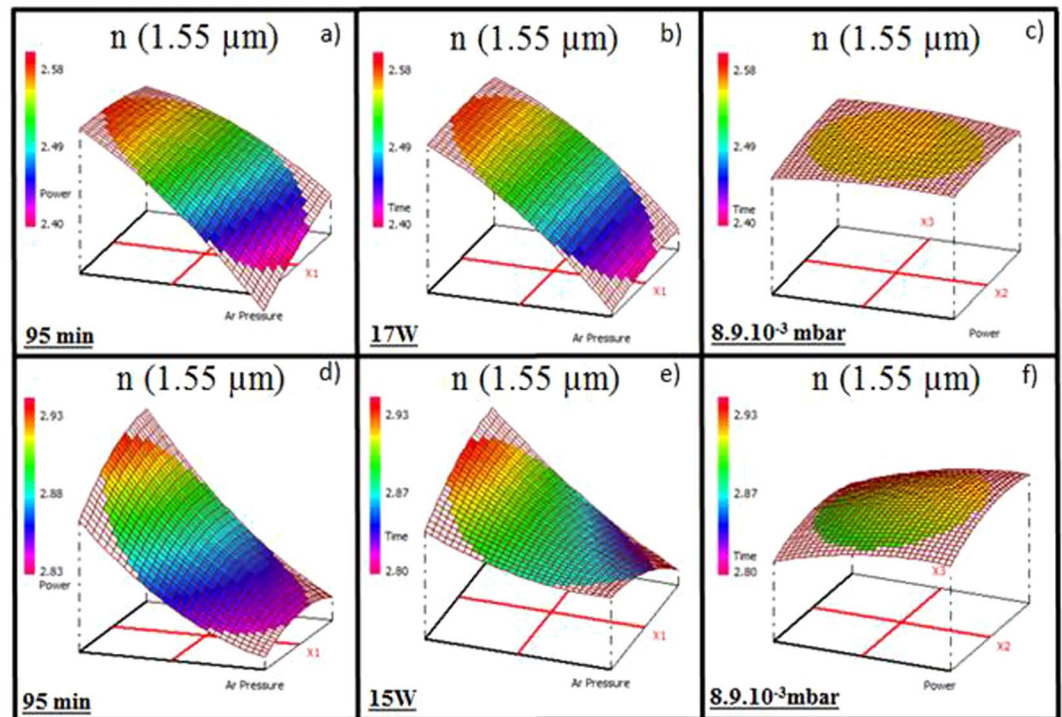 n (1.55 µm) a)
2.58
2.49
Power
2.40
X1
Ar Pressure
95 min
n (1.55 µm) b)
2.58
2.49
Time
2.40
X1
Ar Pressure
17W
n (1.55 µm) c)
2.58
2.49
Time
2.40
X3
X2
Power
8.9.10⁻³ mbar
n (1.55 µm) d)
2.93
2.88
2.83
Power
X1
Ar Pressure
95 min
n (1.55 µm) e)
2.93
2.87
Time
2.80
X1
Ar Pressure
15W
n (1.55 µm) f)
2.93
2.87
Time
2.80
X3
X2
Power
8.9.10⁻³mbar